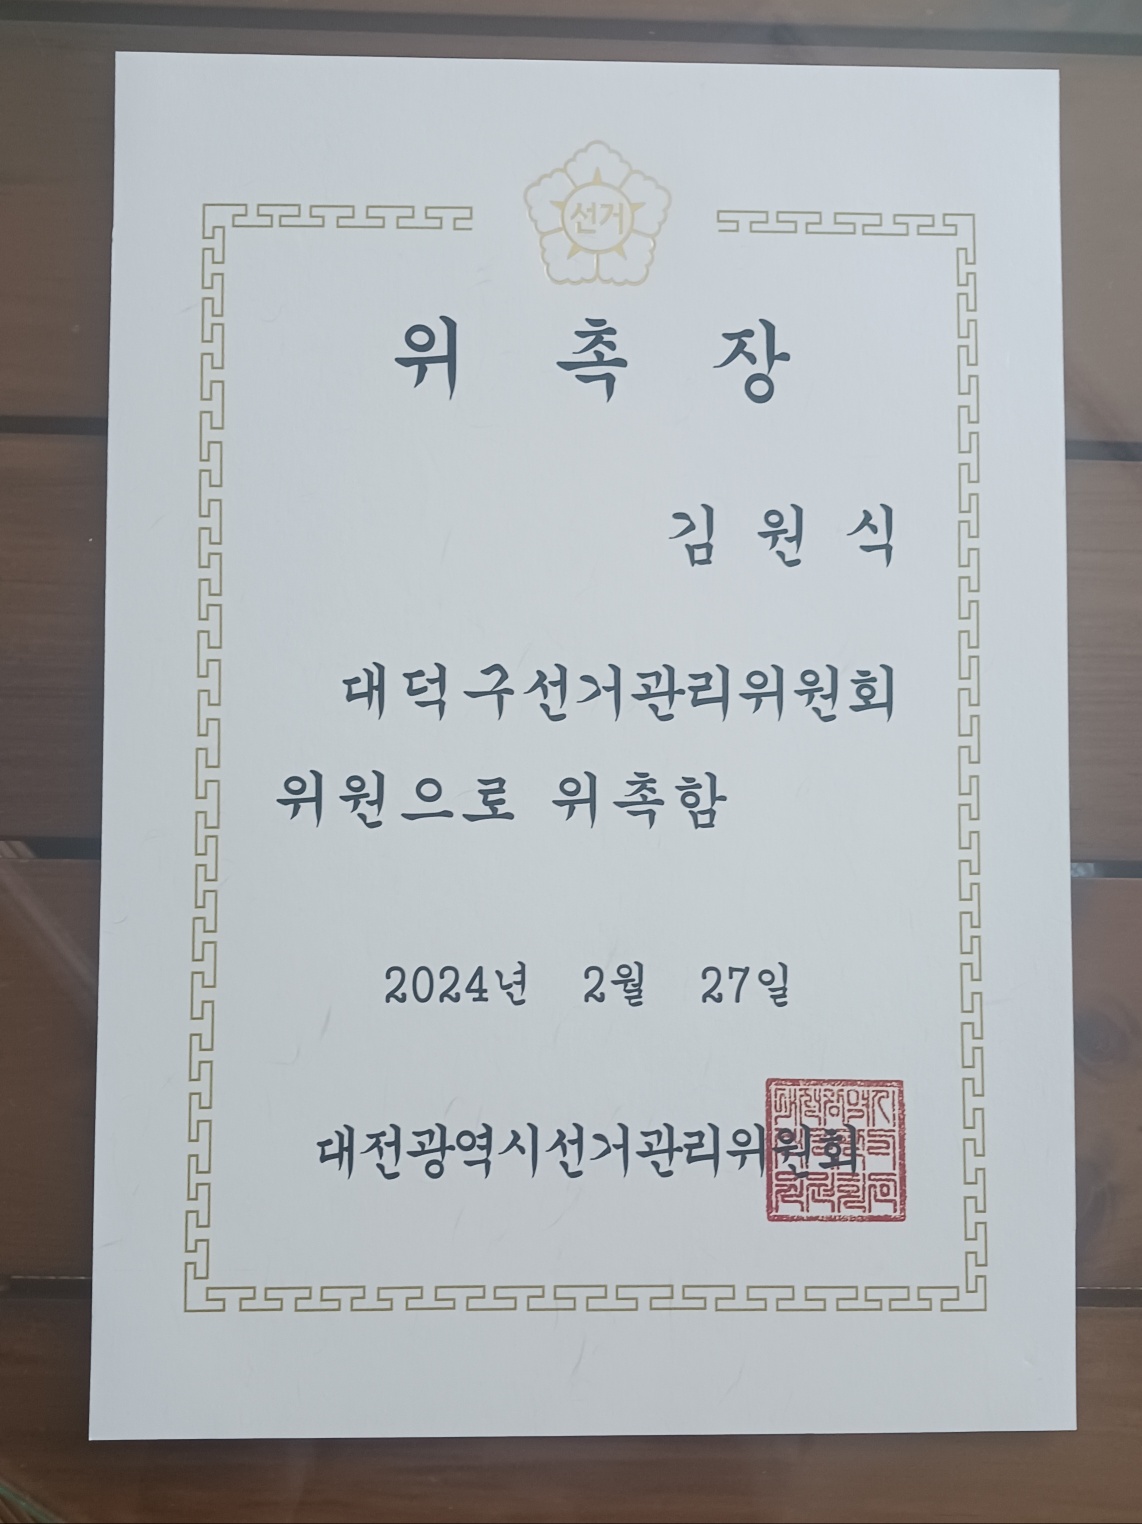 선거
위 촉 장
김 원 식
대덕구선거관리위원회
위원으로 위촉함
2024년 2월 27일
대전광역시선거관리위원회